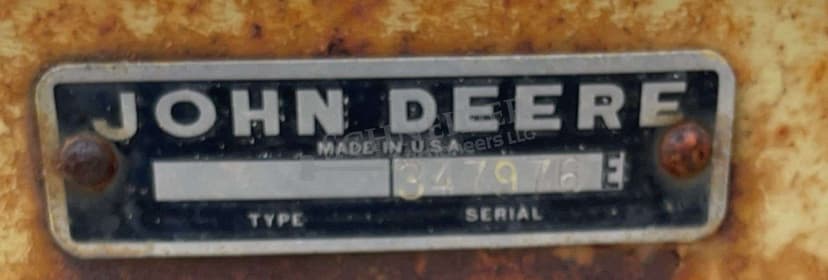 JOHN DEERE
MADE IN U.S.A.
347976 E
TYPE SERIAL